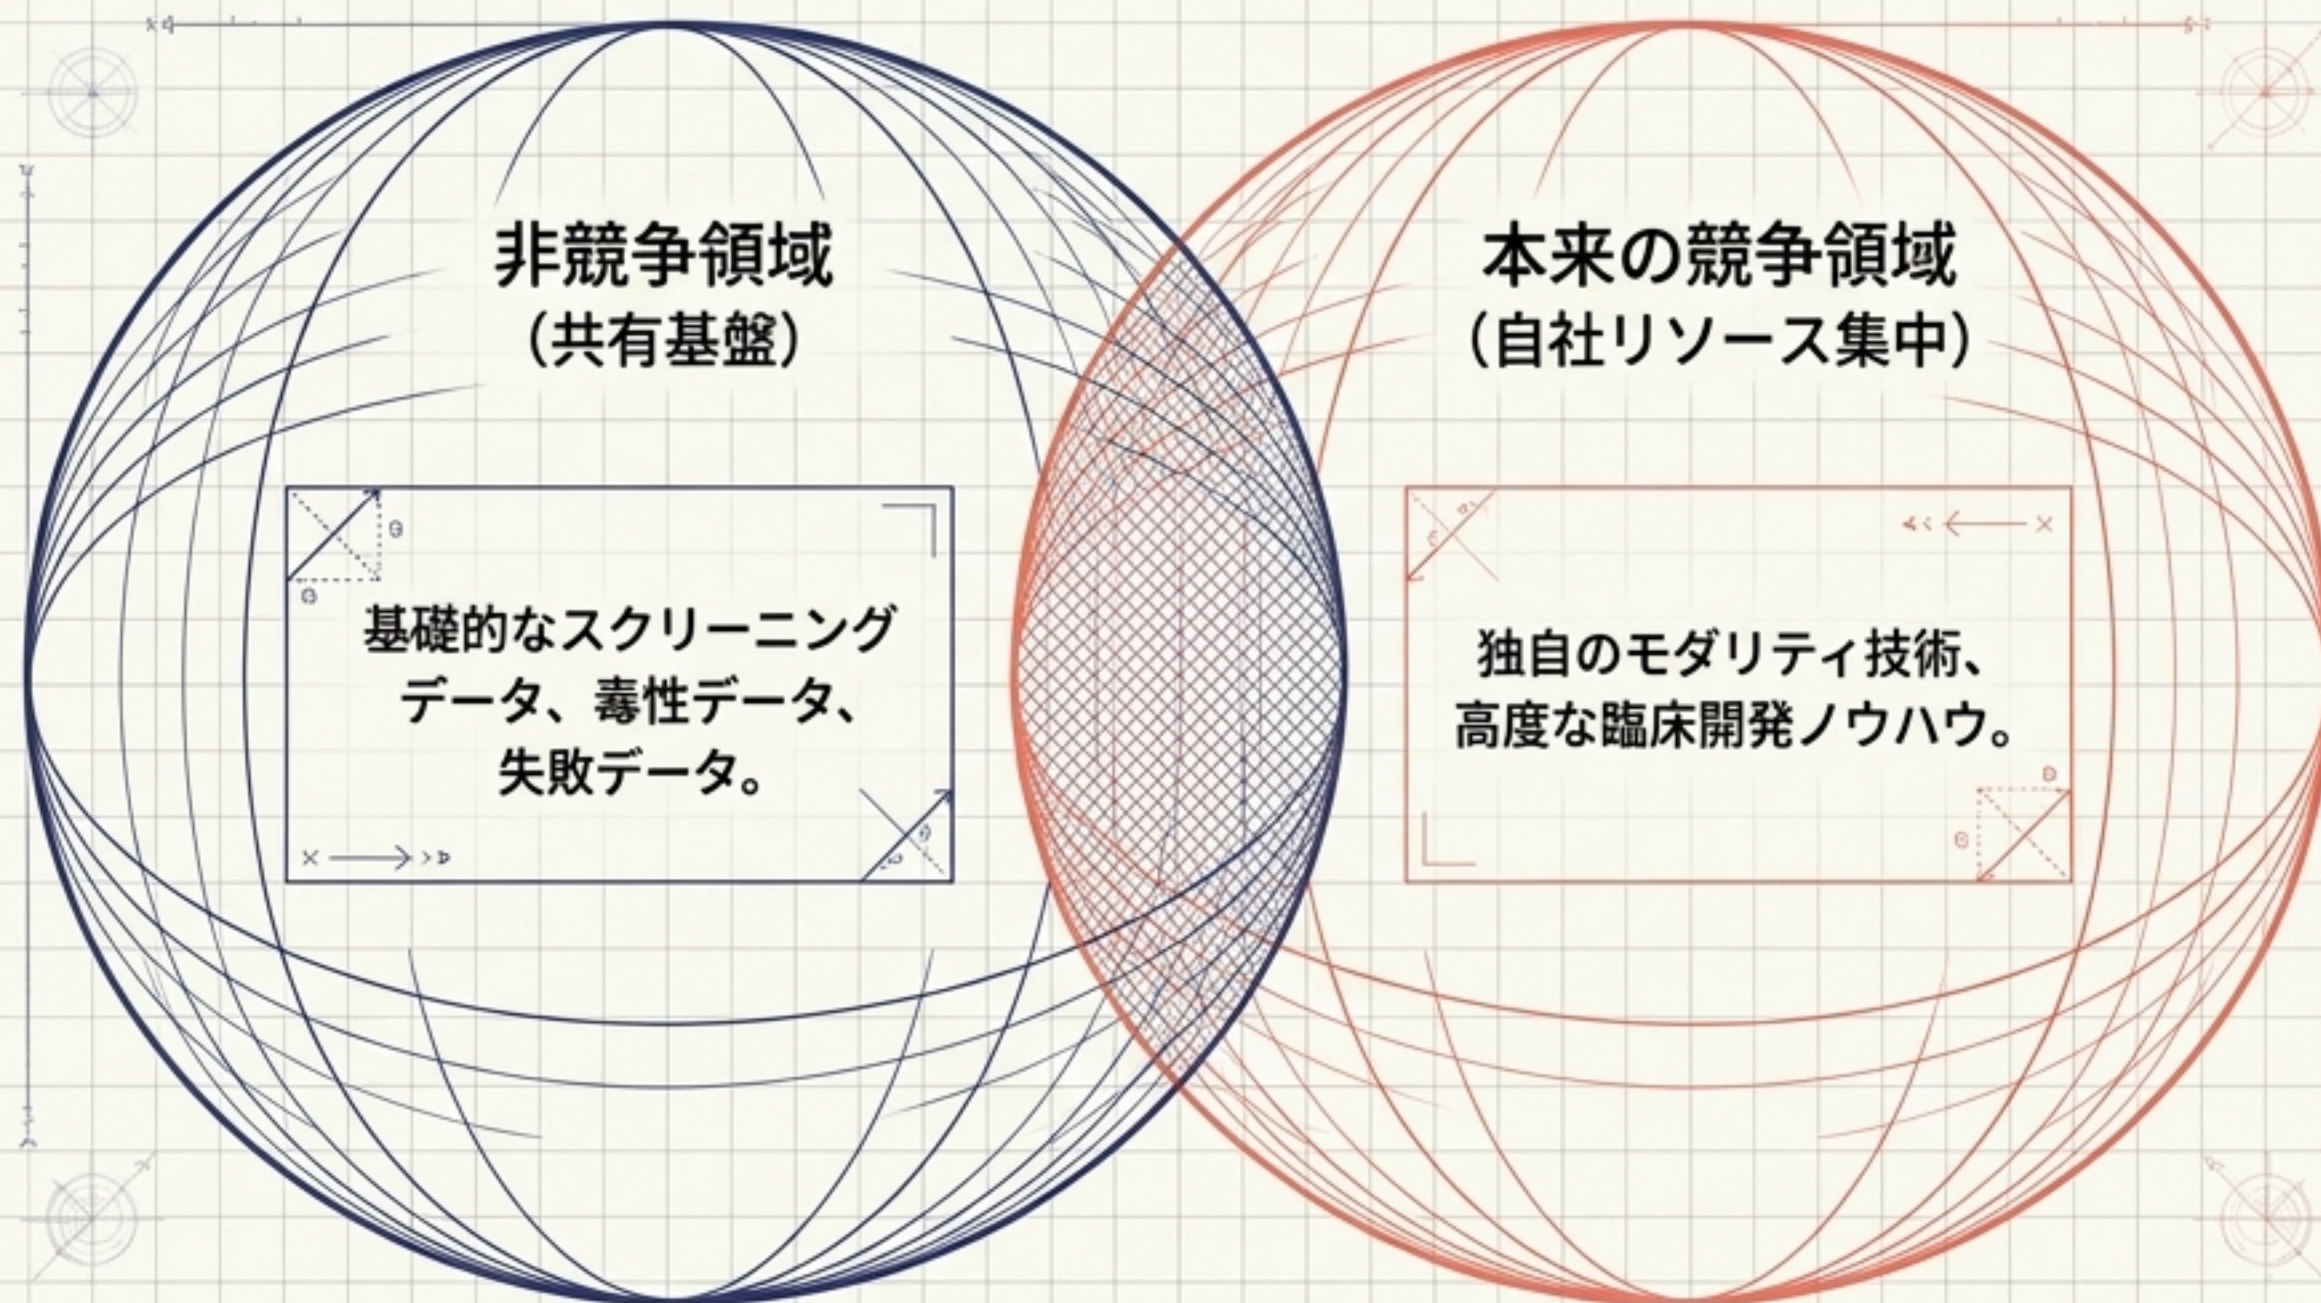 非競争領域
（共有基盤）
基礎的なスクリーニング
データ、毒性データ、
失敗データ。
本来の競争領域
（自社リソース集中）
独自のモダリティ技術、
高度な臨床開発ノウハウ。